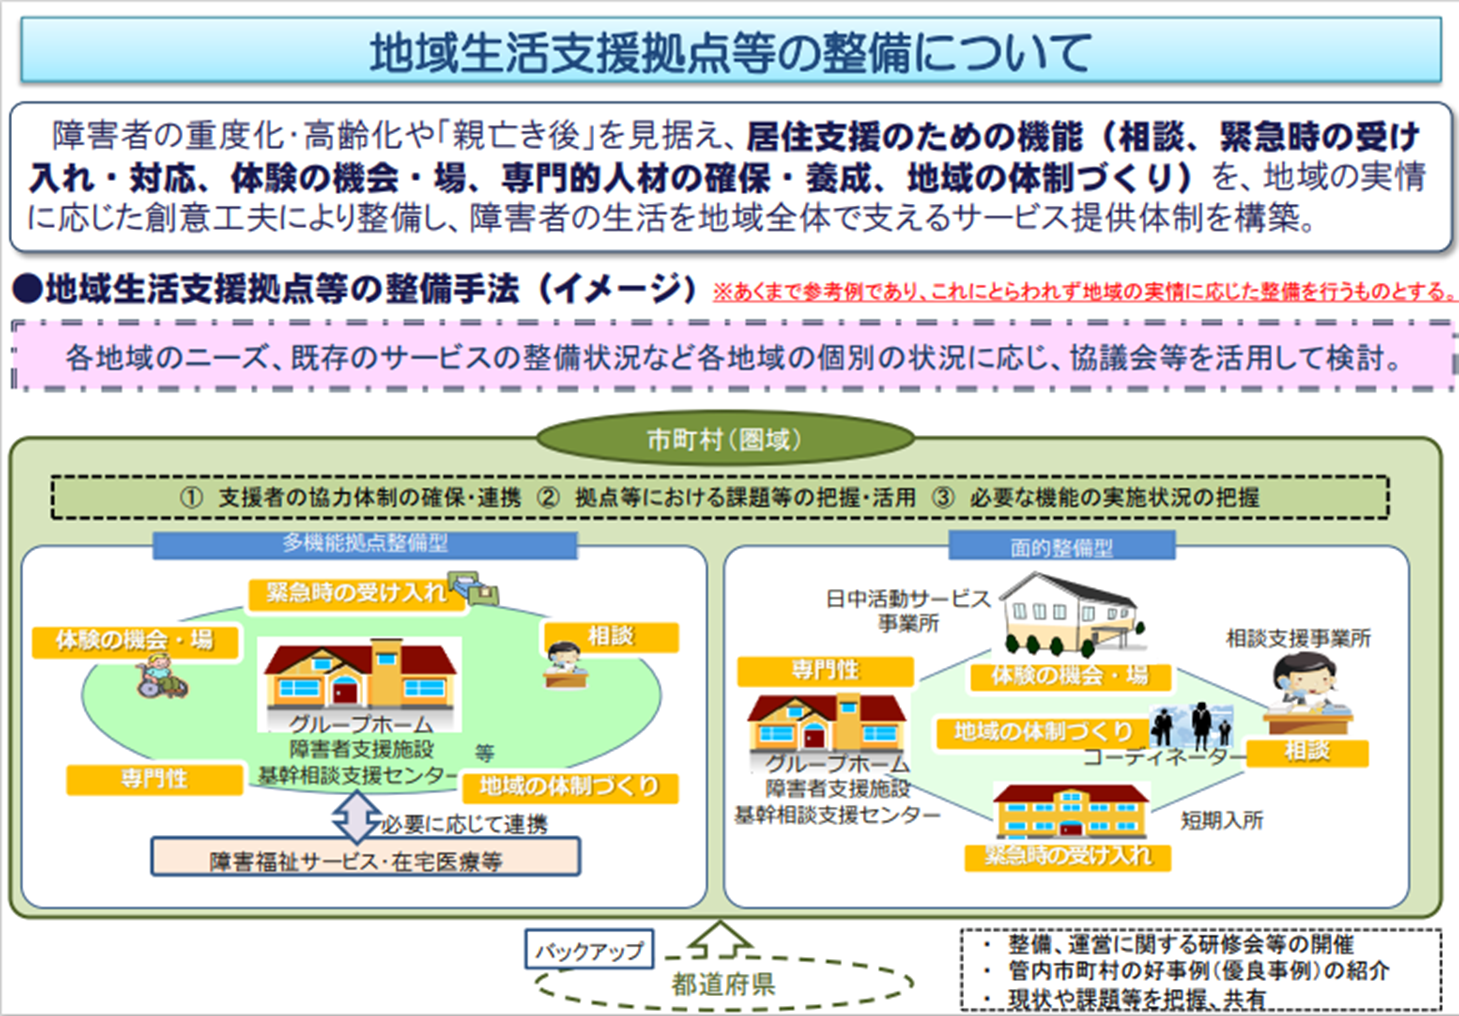 地域生活支援拠点等の整備について
障害者の重度化・高齢化や「親亡き後」を見据え、居住支援のための機能（相談、緊急時の受け
入れ・対応、体験の機会・場、専門的人材の確保・養成、地域の体制づくり）を、地域の実情
に応じた創意工夫により整備し、障害者の生活を地域全体で支えるサービス提供体制を構築。
●地域生活支援拠点等の整備手法（イメージ）※あくまで参考例であり、これにとらわれず地域の実情に応じた整備を行うものとする。
各地域のニーズ、既存のサービスの整備状況など各地域の個別の状況に応じ、協議会等を活用して検討。
市町村（圏域）
① 支援者の協力体制の確保・連携 ② 拠点等における課題等の把握・活用 ③ 必要な機能の実施状況の把握
多機能拠点整備型
緊急時の受け入れ
体験の機会・場
相談
グループホーム
障害者支援施設
基幹相談支援センター
等
専門性
地域の体制づくり
必要に応じて連携
障害福祉サービス・在宅医療等
面的整備型
日中活動サービス
事業所
体験の機会・場
相談支援事業所
相談
専門性
グループホーム
障害者支援施設
基幹相談支援センター
地域の体制づくり
コーディネーター
短期入所
緊急時の受け入れ
バックアップ
都道府県
・ 整備、運営に関する研修会等の開催
・ 管内市町村の好事例（優良事例）の紹介
・ 現状や課題等を把握、共有